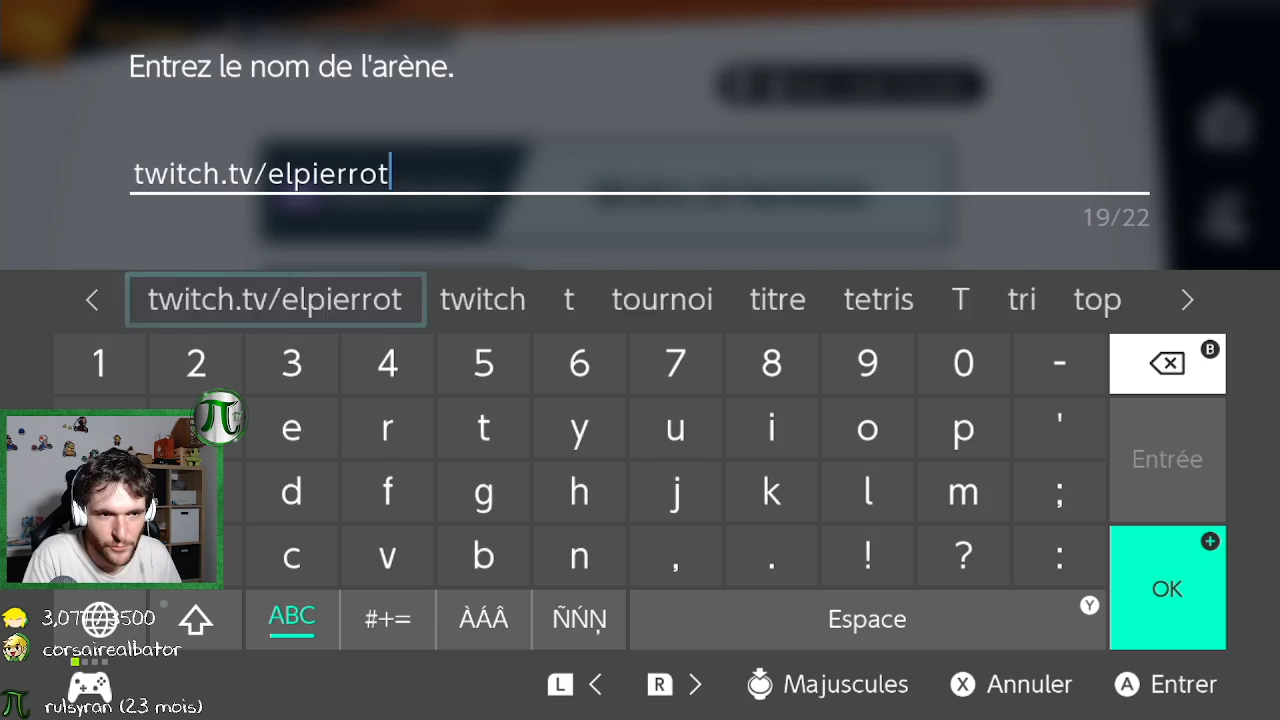 Entrez le nom de l'arène.
twitch.tv/elpierrot
19/22
twitch.tv/elpierrot twitch t tournoi titre tetris T tri top
1 2 3 4 5 6 7 8 9 0 - B
e r t y u i o p '
Entrée
d f g h j k l m ;
c v b n , . ! ? :
OK
ABC #+= ÀÁÂ ÑŃŅ Espace Y
corsairealbator
L R Majuscules X Annuler A Entrer
rulsyran (23 mois)
π